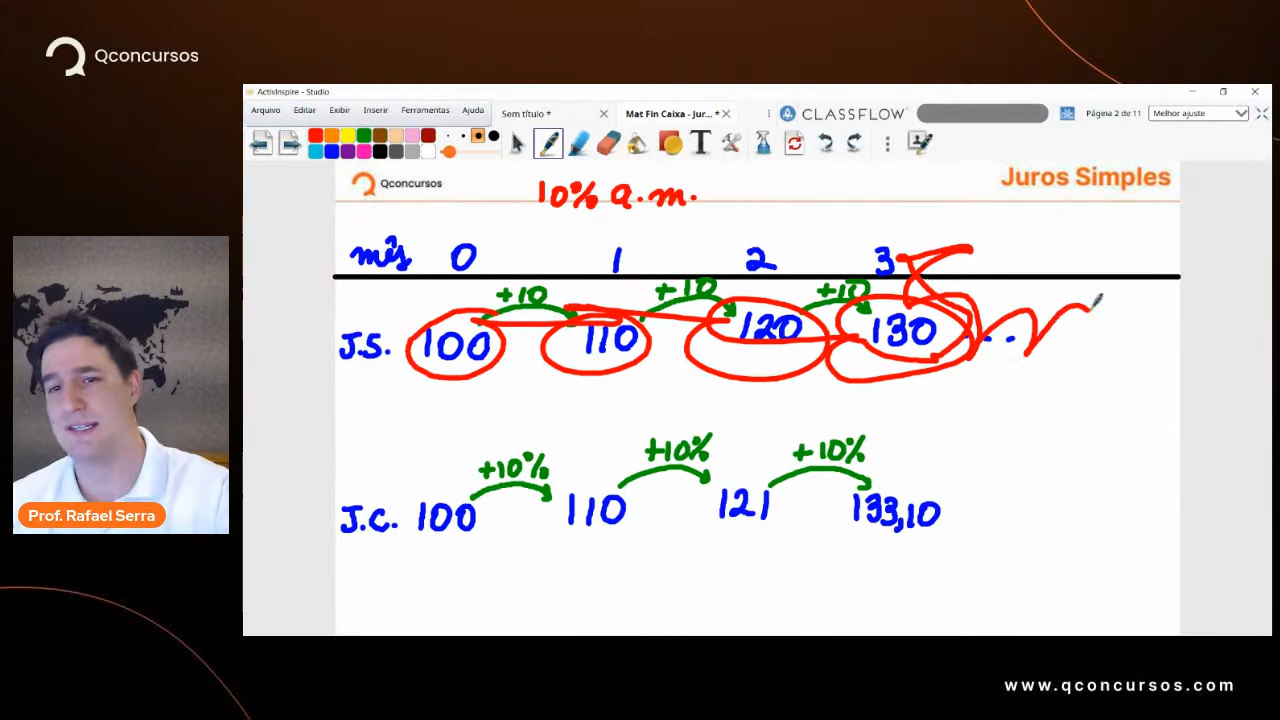 Qconcursos
ActivInspire - Studio
Arquivo Editar Exibir Inserir Ferramentas Ajuda
Sem título *
Mat Fin Caixa - Jur... *
CLASSFLOW
Página 2 de 11
Melhor ajuste
Qconcursos
10% a.m.
Juros Simples
mês 0 1 2 3
+10 +10 +10
J.S. 100 110 120 130 ...
+10% +10% +10%
J.C. 100 110 121 133,10
Prof. Rafael Serra
www.qconcursos.com